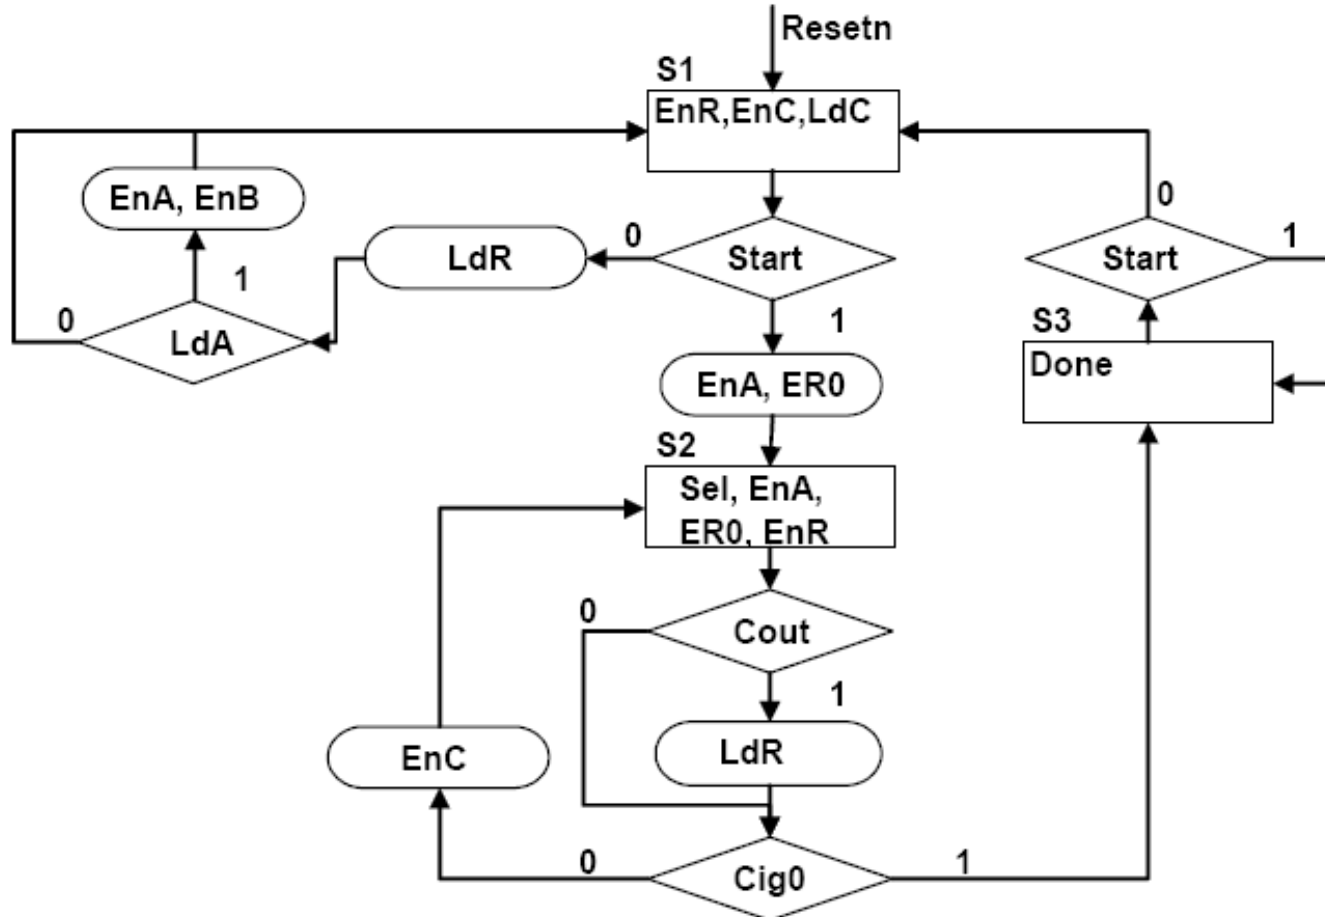 Resetn
S1
EnR,EnC,LdC
EnA, EnB
LdR
0
Start
0
1
Start
1
0
LdA
1
S3
Done
EnA, ER0
S2
Sel, EnA,
ER0, EnR
0
Cout
1
EnC
LdR
0
Cig0
1